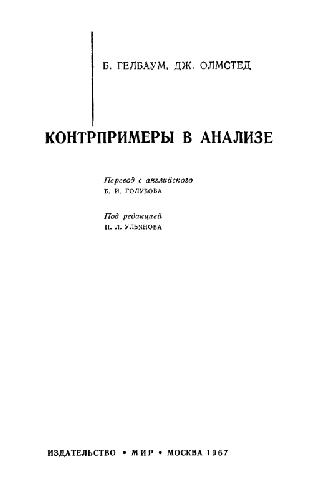 Б. ГЕЛБАУМ, ДЖ. ОЛМСТЕД
КОНТРПРИМЕРЫ В АНАЛИЗЕ
Перевод с английского
Б. И. ГОЛУБОВА
Под редакцией
П. Л. УЛЬЯНОВА
ИЗДАТЕЛЬСТВО • МИР • МОСКВА 1967